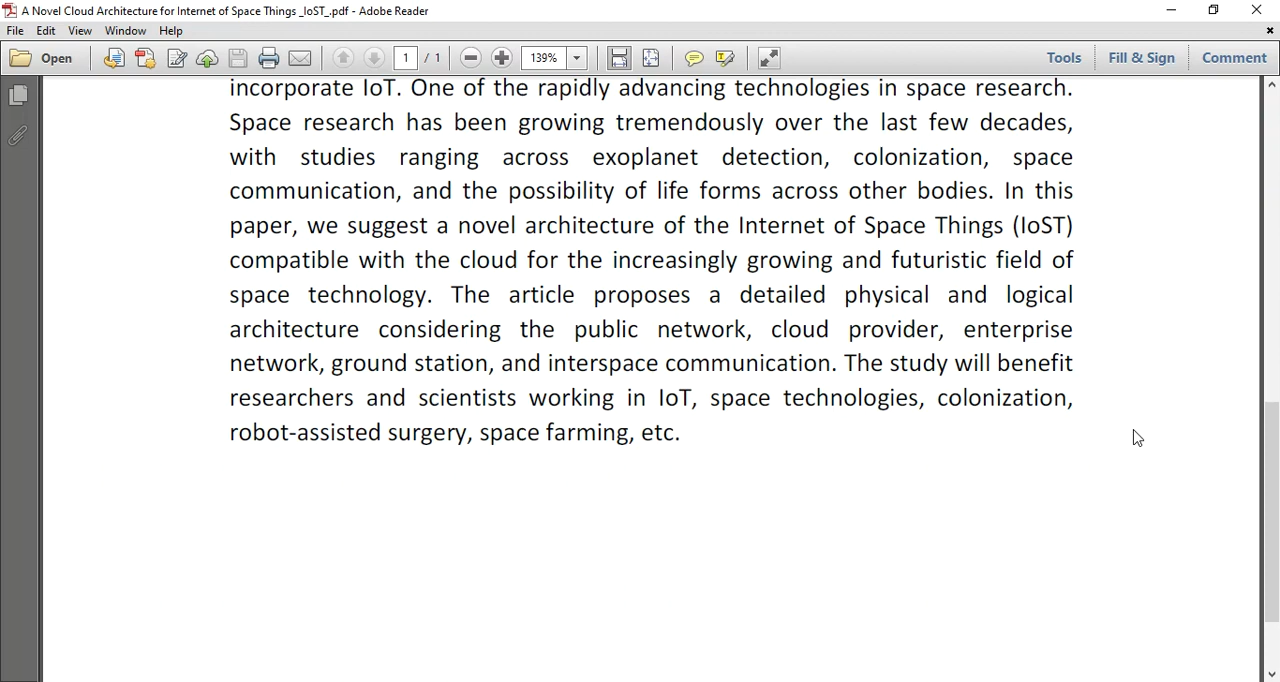 A Novel Cloud Architecture for Internet of Space Things _IoST_.pdf - Adobe Reader
File Edit View Window Help
Open 1 / 1 139% Tools Fill & Sign Comment
incorporate IoT. One of the rapidly advancing technologies in space research.
Space research has been growing tremendously over the last few decades,
with studies ranging across exoplanet detection, colonization, space
communication, and the possibility of life forms across other bodies. In this
paper, we suggest a novel architecture of the Internet of Space Things (IoST)
compatible with the cloud for the increasingly growing and futuristic field of
space technology. The article proposes a detailed physical and logical
architecture considering the public network, cloud provider, enterprise
network, ground station, and interspace communication. The study will benefit
researchers and scientists working in IoT, space technologies, colonization,
robot-assisted surgery, space farming, etc.